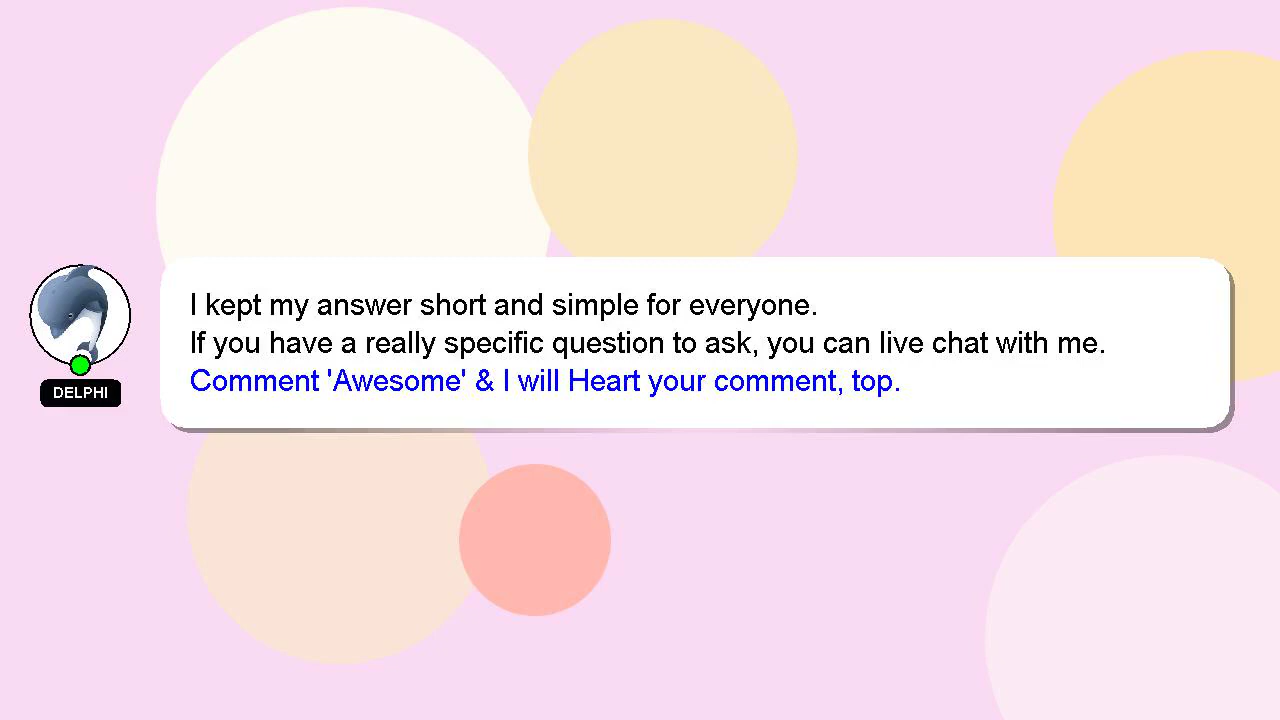 I kept my answer short and simple for everyone.
If you have a really specific question to ask, you can live chat with me.
Comment 'Awesome' & I will Heart your comment, top.
DELPHI